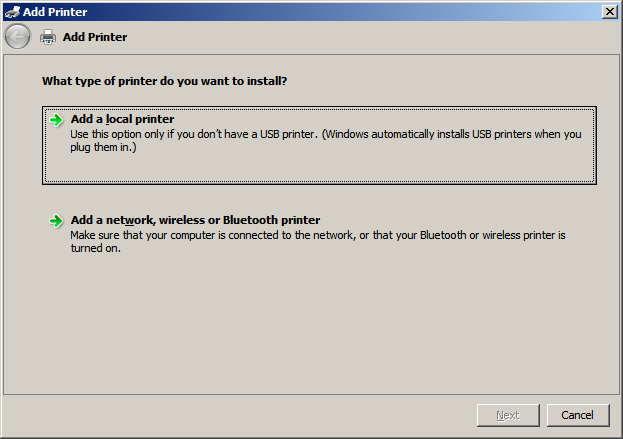 Add Printer
Add Printer
What type of printer do you want to install?
Add a local printer
Use this option only if you don't have a USB printer. (Windows automatically installs USB printers when you
plug them in.)
Add a network, wireless or Bluetooth printer
Make sure that your computer is connected to the network, or that your Bluetooth or wireless printer is
turned on.
Next
Cancel